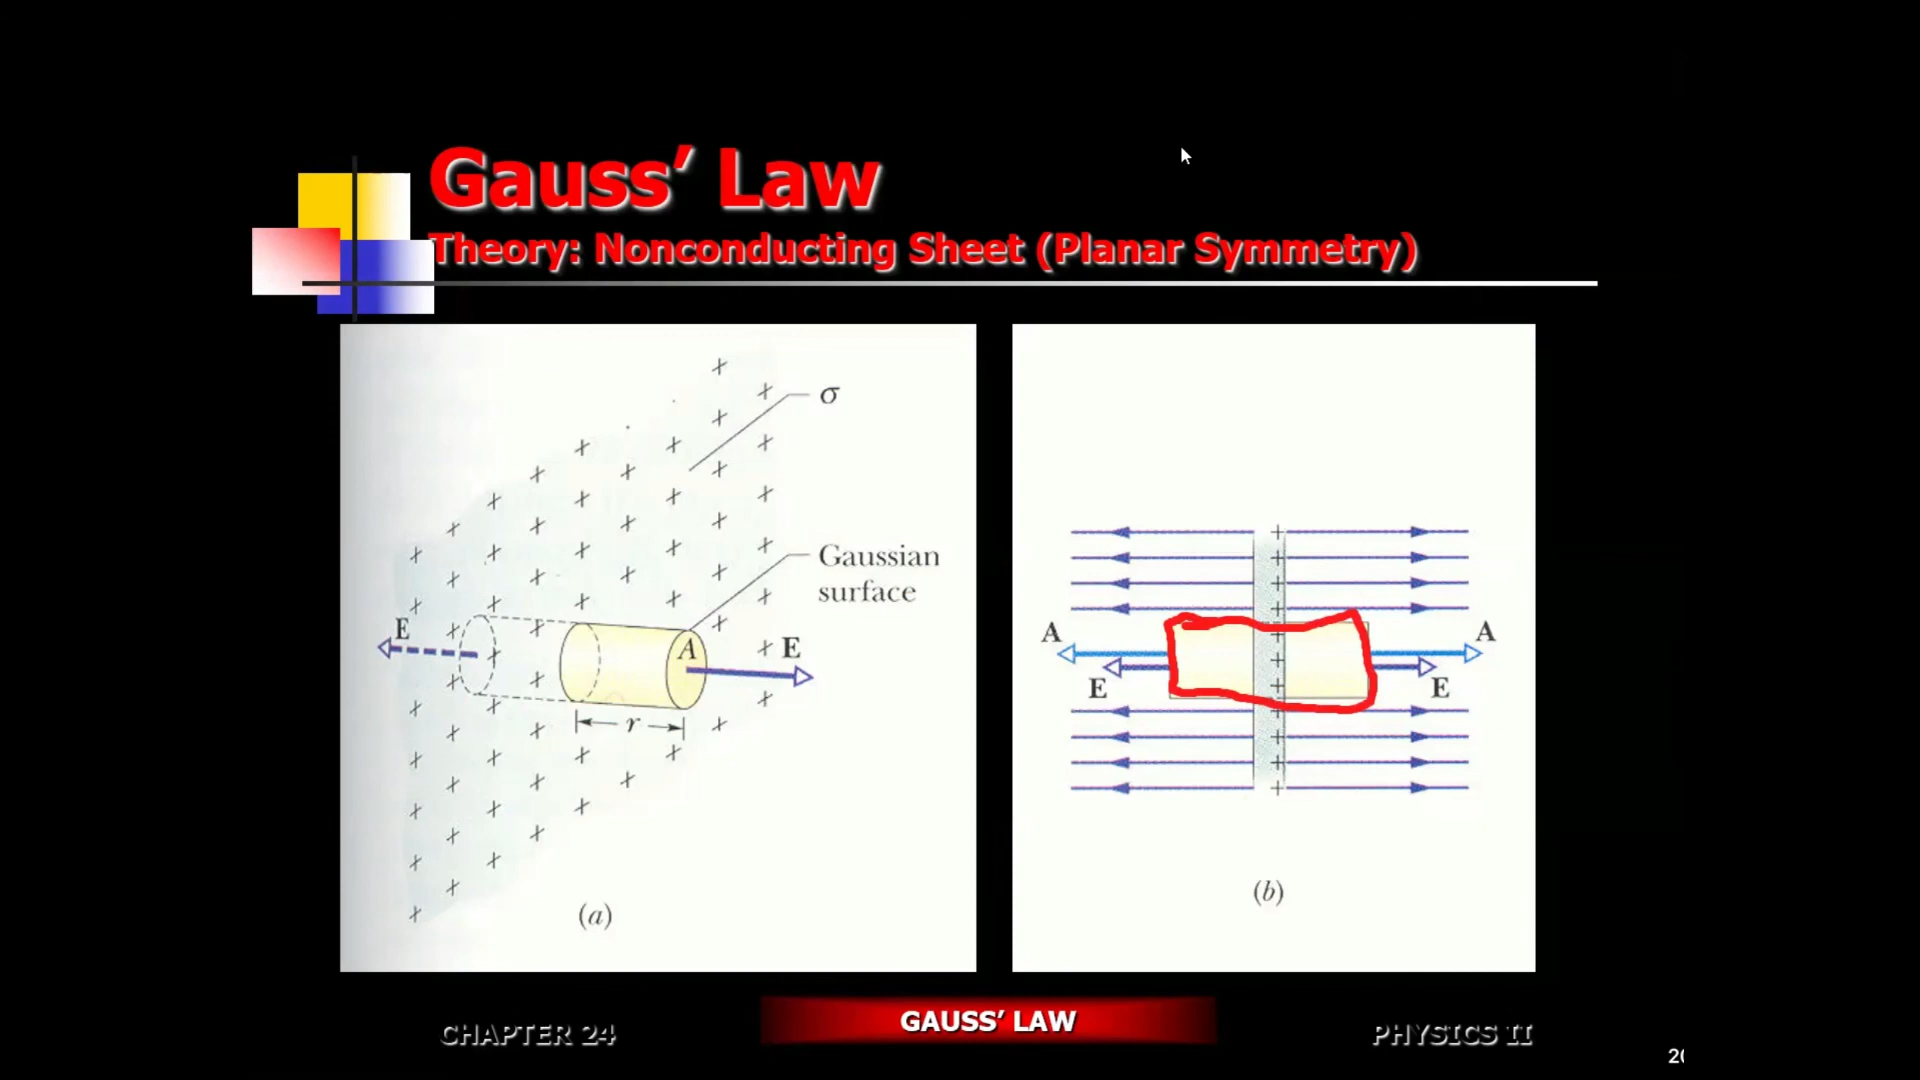 Gauss’ Law
Theory: Nonconducting Sheet (Planar Symmetry)
σ
Gaussian
surface
E
A
E
r
(a)
A
A
E
E
(b)
CHAPTER 24
GAUSS’ LAW
PHYSICS II